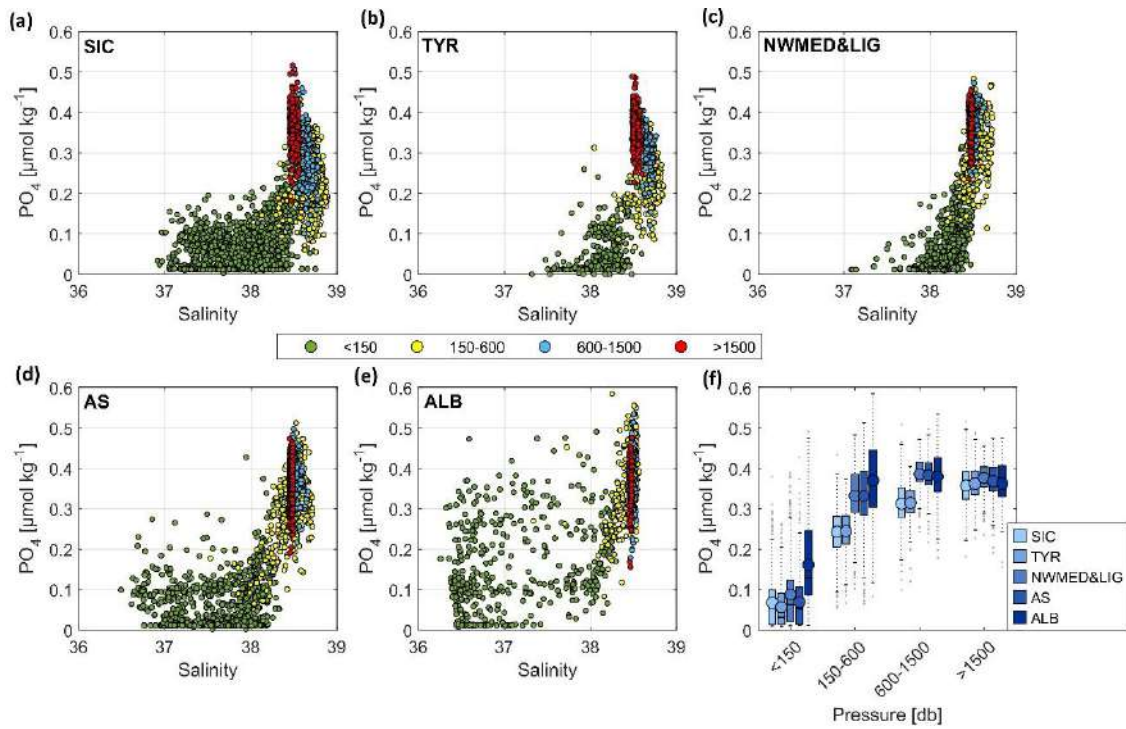 (a)
SIC
0.6
0.5
0.4
0.3
0.2
0.1
0
PO4 [µmol kg-1]
36 37 38 39
Salinity
(b)
TYR
0.6
0.5
0.4
0.3
0.2
0.1
0
PO4 [µmol kg-1]
36 37 38 39
Salinity
(c)
NWMED&LIG
0.6
0.5
0.4
0.3
0.2
0.1
0
PO4 [µmol kg-1]
36 37 38 39
Salinity
<150 150-600 600-1500 >1500
(d)
AS
0.6
0.5
0.4
0.3
0.2
0.1
0
PO4 [µmol kg-1]
36 37 38 39
Salinity
(e)
ALB
0.6
0.5
0.4
0.3
0.2
0.1
0
PO4 [µmol kg-1]
36 37 38 39
Salinity
(f)
0.6
0.5
0.4
0.3
0.2
0.1
0
PO4 [µmol kg-1]
<150 150-600 600-1500 >1500
Pressure [db]
SIC
TYR
NWMED&LIG
AS
ALB